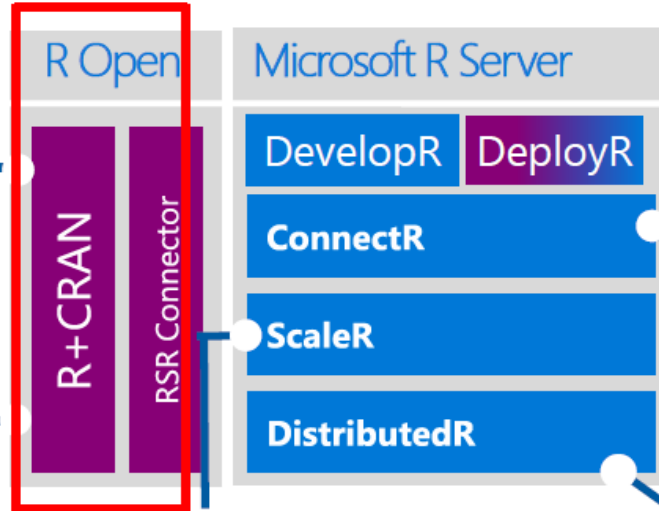 R Open
Microsoft R Server
R+CRAN
RSR Connector
DevelopR
DeployR
ConnectR
ScaleR
DistributedR